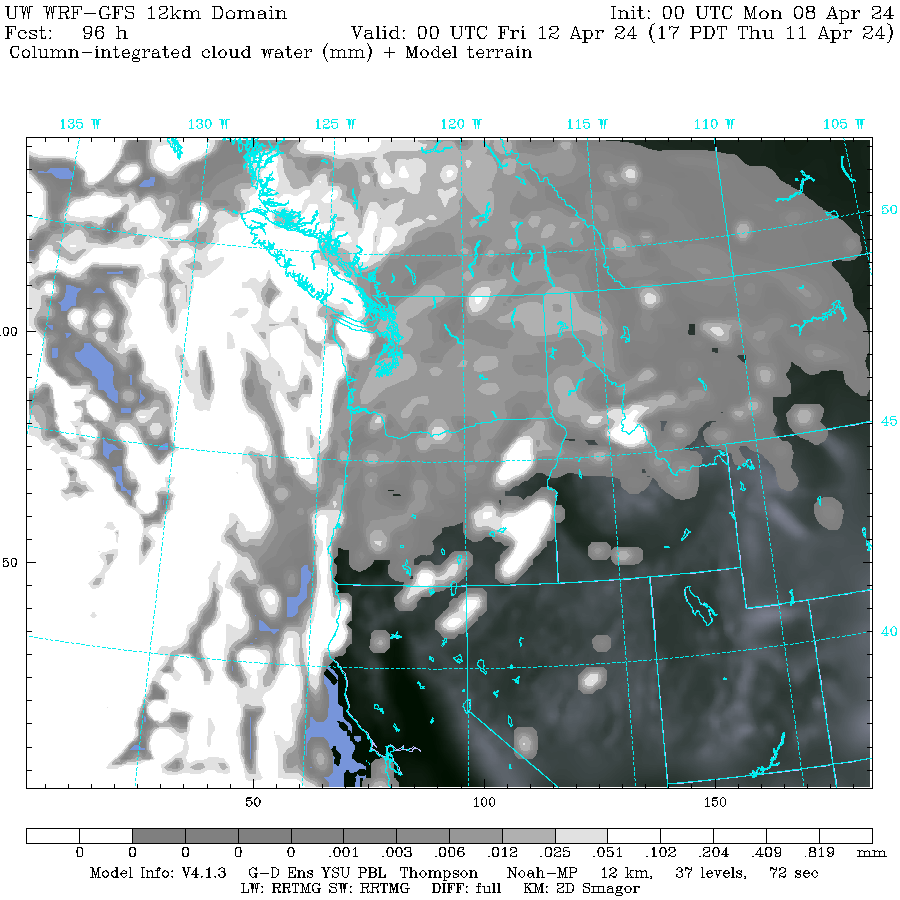 UW WRF-GFS 12km Domain Init: 00 UTC Mon 08 Apr 24
Fcst: 96 h Valid: 00 UTC Fri 12 Apr 24 (17 PDT Thu 11 Apr 24)
Column-integrated cloud water (mm) + Model terrain
135 W 130 W 125 W 120 W 115 W 110 W 105 W
50
00
45
50
40
50 100 150
0 0 0 0 .001 .003 .006 .012 .025 .051 .102 .204 .409 .819 mm
Model Info: V4.1.3 G-D Ens YSU PBL Thompson Noah-MP 12 km, 37 levels, 72 sec
LW: RRTMG SW: RRTMG DIFF: full KM: 2D Smagor